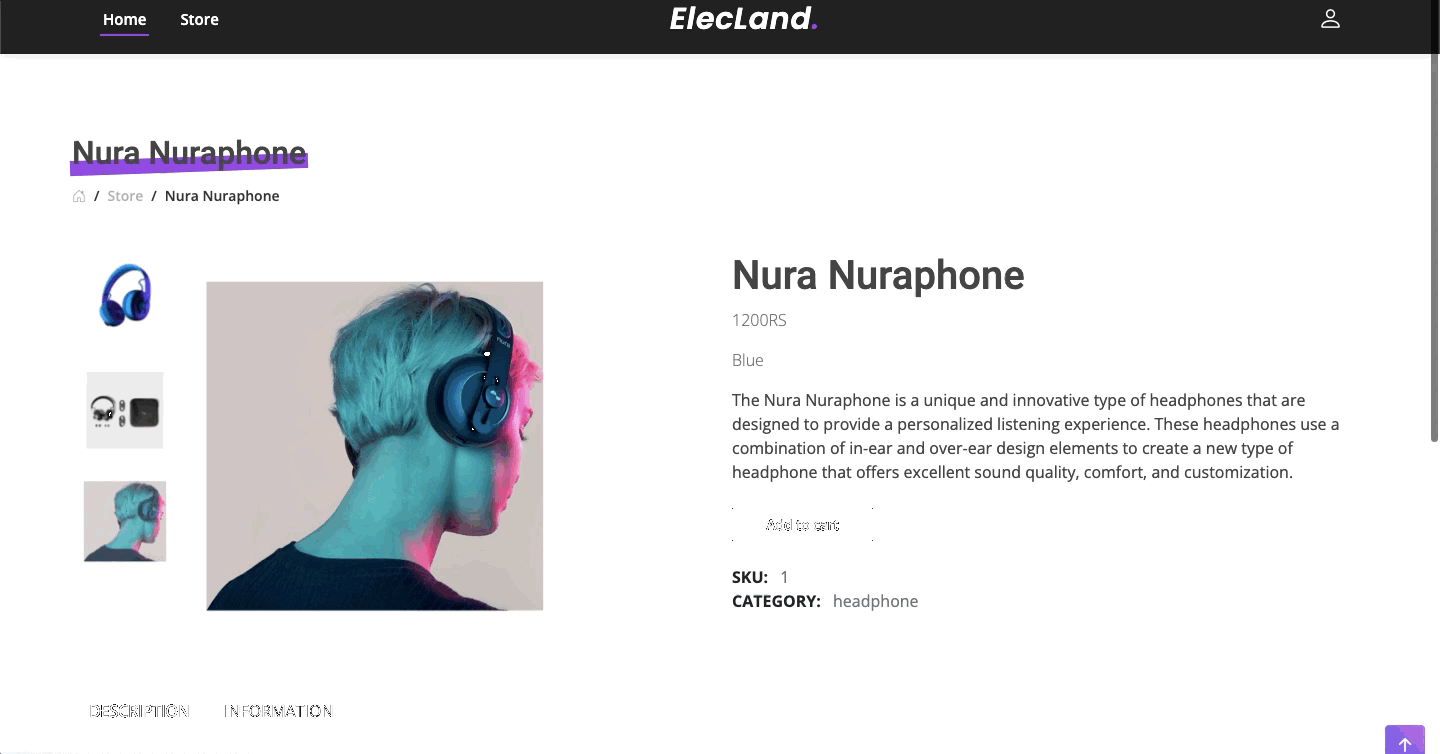 Home Store ElecLand.
Nura Nuraphone
/ Store / Nura Nuraphone
Nura Nuraphone
1200RS
Blue
The Nura Nuraphone is a unique and innovative type of headphones that are
designed to provide a personalized listening experience. These headphones use a
combination of in-ear and over-ear design elements to create a new type of
headphone that offers excellent sound quality, comfort, and customization.
Add to cart
SKU: 1
CATEGORY: headphone
DESCRIPTION INFORMATION